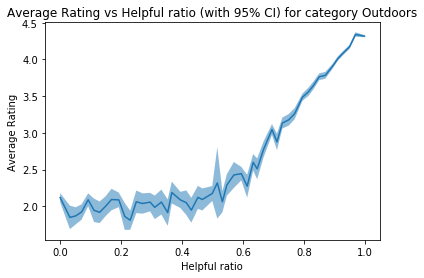 Average Rating vs Helpful ratio (with 95% CI) for category Outdoors
4.5
4.0
3.5
3.0
2.5
2.0
Average Rating
0.0 0.2 0.4 0.6 0.8 1.0
Helpful ratio